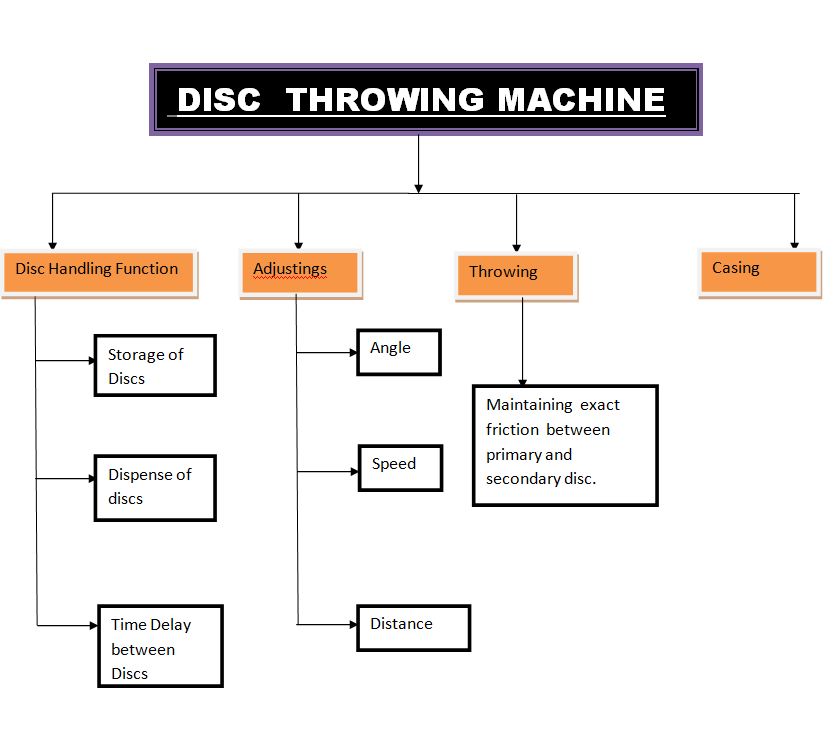 DISC THROWING MACHINE
Disc Handling Function
Adjustings
Throwing
Casing
Storage of
Discs
Dispense of
discs
Time Delay
between
Discs
Angle
Speed
Distance
Maintaining exact
friction between
primary and
secondary disc.